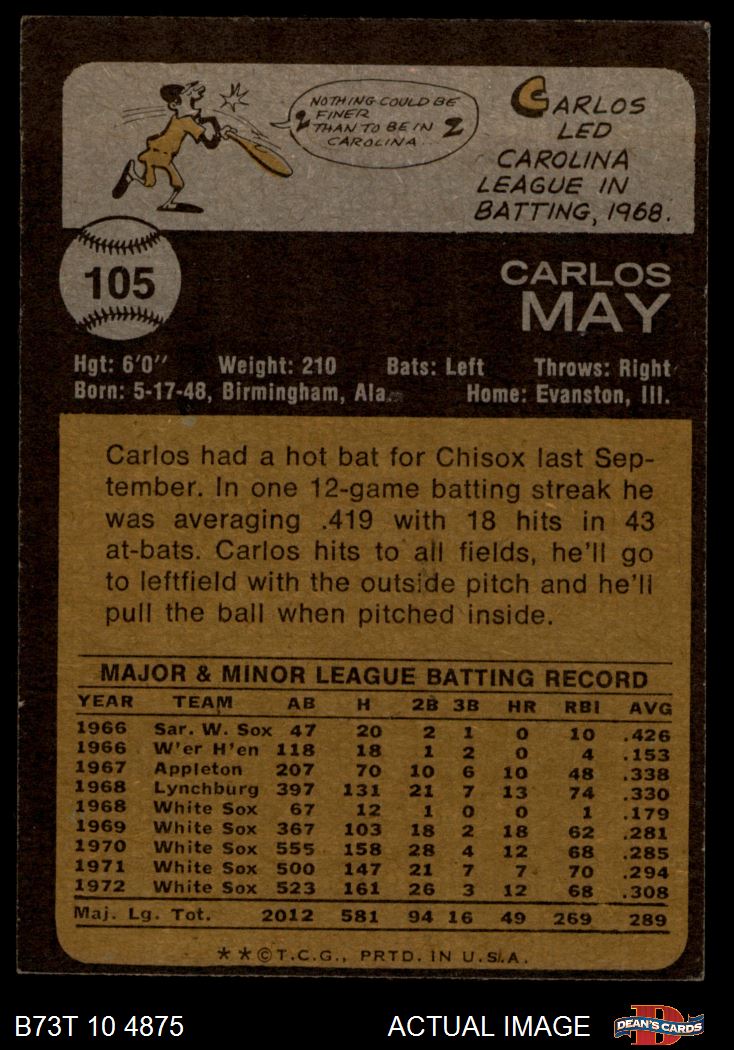 NOTHING COULD BE
FINER
2 THAN TO BE IN 2
CAROLINA.
CARLOS
LED
CAROLINA
LEAGUE IN
BATTING, 1968.
105
CARLOS
MAY
Hgt: 6'0" Weight: 210 Bats: Left Throws: Right
Born: 5-17-48, Birmingham, Ala. Home: Evanston, Ill.
Carlos had a hot bat for Chisox last Sep-
tember. In one 12-game batting streak he
was averaging .419 with 18 hits in 43
at-bats. Carlos hits to all fields, he'll go
to leftfield with the outside pitch and he'll
pull the ball when pitched inside.
MAJOR & MINOR LEAGUE BATTING RECORD
YEAR TEAM AB H 2B 3B HR RBI AVG
1966 Sar. W. Sox 47 20 2 1 0 10 .426
1966 W'er H'en 118 18 1 2 0 4 .153
1967 Appleton 207 70 10 6 10 48 .338
1968 Lynchburg 397 131 21 7 13 74 .330
1968 White Sox 67 12 1 0 0 1 .179
1969 White Sox 367 103 18 2 18 62 .281
1970 White Sox 555 158 28 4 12 68 .285
1971 White Sox 500 147 21 7 7 70 .294
1972 White Sox 523 161 26 3 12 68 .308
Maj. Lg. Tot. 2012 581 94 16 49 269 289
**©T.C.G., PRTD. IN U.S.A.
B73T 10 4875 ACTUAL IMAGE D DEAN'S CARDS